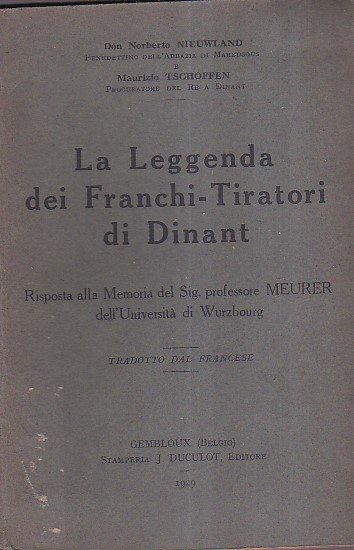 Don Norberto NIEUWLAND
Benedettino dell'Abbazia di Maredsous
E
Maurizio TSCHOFFEN
Procuratore del Re a Dinant
La Leggenda
dei Franchi-Tiratori
di Dinant
Risposta alla Memoria del Sig. professore MEURER
dell'Università di Wurzbourg
TRADOTTO DAL FRANCESE
GEMBLOUX (Belgio)
Stamperia J. DUCULOT, Editore
1929